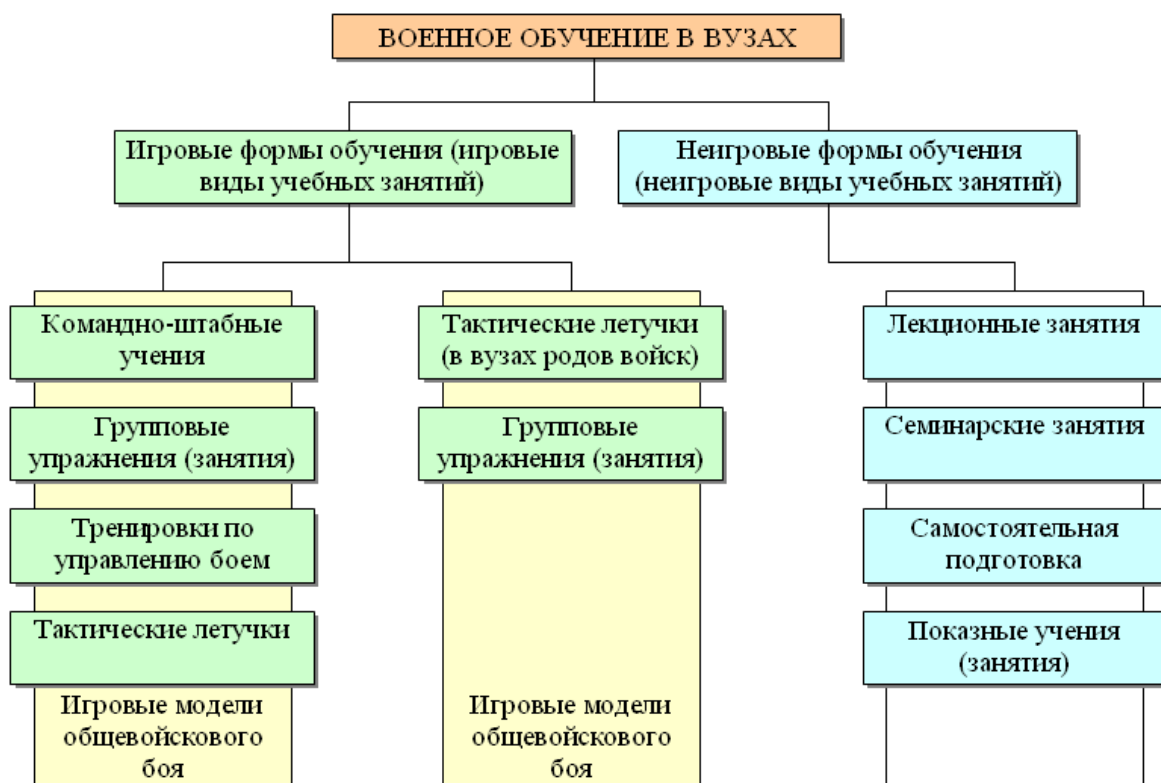 ВОЕННОЕ ОБУЧЕНИЕ В ВУЗАХ
Игровые формы обучения (игровые
виды учебных занятий)
Неигровые формы обучения
(неигровые виды учебных занятий)
Командно-штабные
учения
Групповые
упражнения (занятия)
Тренировки по
управлению боем
Тактические летучки
Игровые модели
общевойскового
боя
Тактические летучки
(в вузах родов войск)
Групповые
упражнения (занятия)
Игровые модели
общевойскового
боя
Лекционные занятия
Семинарские занятия
Самостоятельная
подготовка
Показные учения
(занятия)